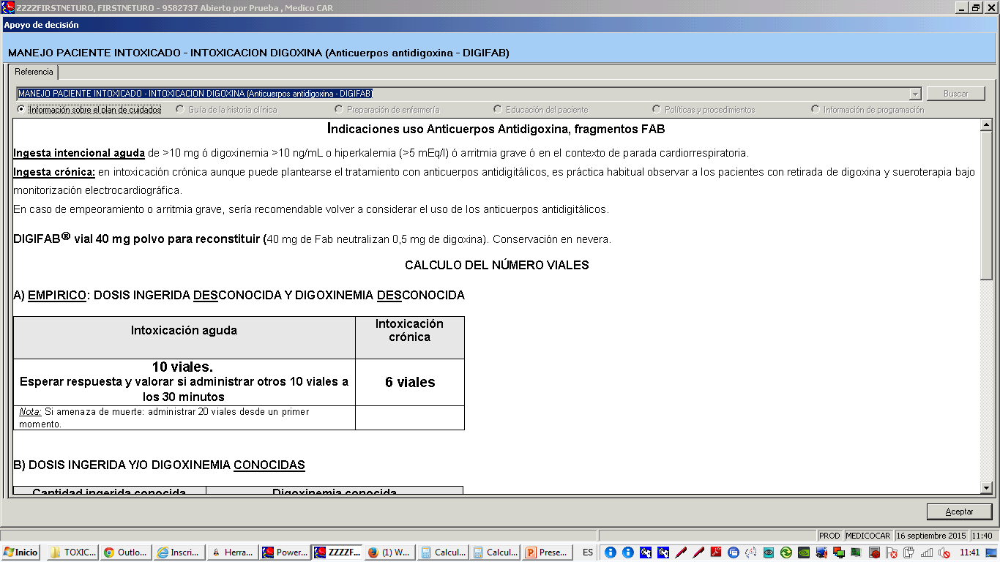 ZZZZFIRSTNETURO, FIRSTNETURO - 9582737 Abierto por Prueba , Medico CAR
Apoyo de decisión
MANEJO PACIENTE INTOXICADO - INTOXICACION DIGOXINA (Anticuerpos antidigoxina - DIGIFAB)
Referencia
MANEJO PACIENTE INTOXICADO - INTOXICACION DIGOXINA (Anticuerpos antidigoxina - DIGIFAB)
Buscar
Información sobre el plan de cuidados
Guía de la historia clínica
Preparación de enfermería
Educación del paciente
Políticas y procedimientos
Información de programación
Indicaciones uso Anticuerpos Antidigoxina, fragmentos FAB
Ingesta intencional aguda de >10 mg ó digoxinemia >10 ng/mL o hiperkalemia (>5 mEq/l) ó arritmia grave ó en el contexto de parada cardiorrespiratoria.
Ingesta crónica: en intoxicación crónica aunque puede plantearse el tratamiento con anticuerpos antidigitálicos, es práctica habitual observar a los pacientes con retirada de digoxina y sueroterapia bajo
monitorización electrocardiográfica.
En caso de empeoramiento o arritmia grave, sería recomendable volver a considerar el uso de los anticuerpos antidigitálicos.
DIGIFAB® vial 40 mg polvo para reconstituir (40 mg de Fab neutralizan 0,5 mg de digoxina). Conservación en nevera.
CALCULO DEL NÚMERO VIALES
A) EMPIRICO: DOSIS INGERIDA DESCONOCIDA Y DIGOXINEMIA DESCONOCIDA
Intoxicación aguda
Intoxicación
crónica
10 viales.
Esperar respuesta y valorar si administrar otros 10 viales a
los 30 minutos
6 viales
Nota: Si amenaza de muerte: administrar 20 viales desde un primer
momento.
B) DOSIS INGERIDA Y/O DIGOXINEMIA CONOCIDAS
Cantidad ingerida conocida
Digoxinemia conocida
Aceptar
PROD
MEDICOCAR
16 septiembre 2015
11:40
Inicio
TOXIC...
Outlo...
Inscri...
Herra...
Power...
ZZZZF...
(1) W...
Calcul...
Calcul...
Prese...
ES
11:41